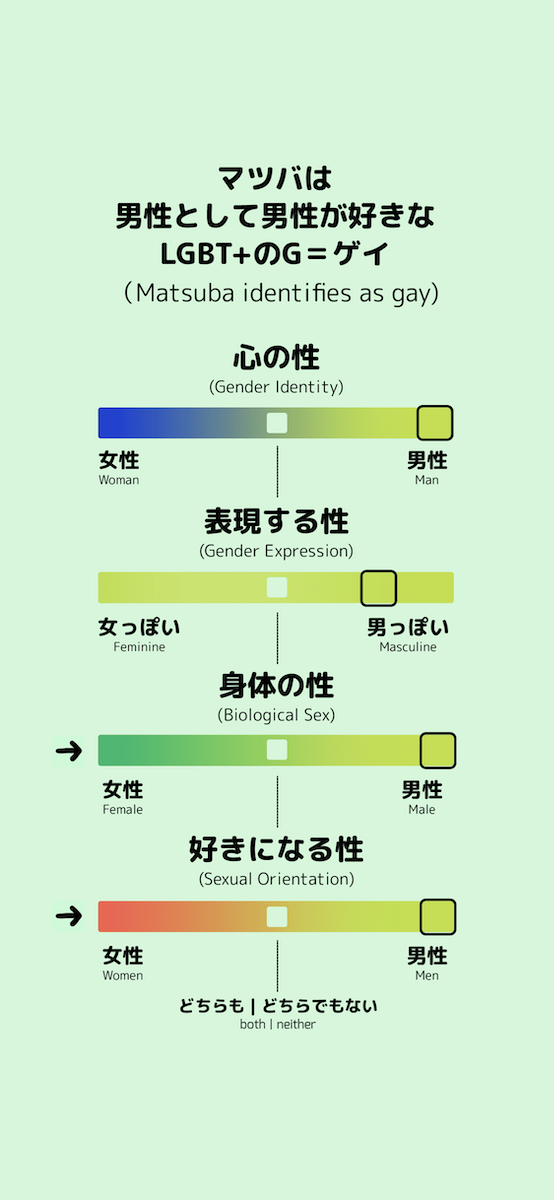 マツバは
男性として男性が好きな
LGBT+のG＝ゲイ
（Matsuba identifies as gay)
心の性
(Gender Identity)
女性 男性
Woman Man
表現する性
(Gender Expression)
女っぽい 男っぽい
Feminine Masculine
身体の性
(Biological Sex)
→
女性 男性
Female Male
好きになる性
(Sexual Orientation)
→
女性 男性
Women Men
どちらも | どちらでもない
both | neither